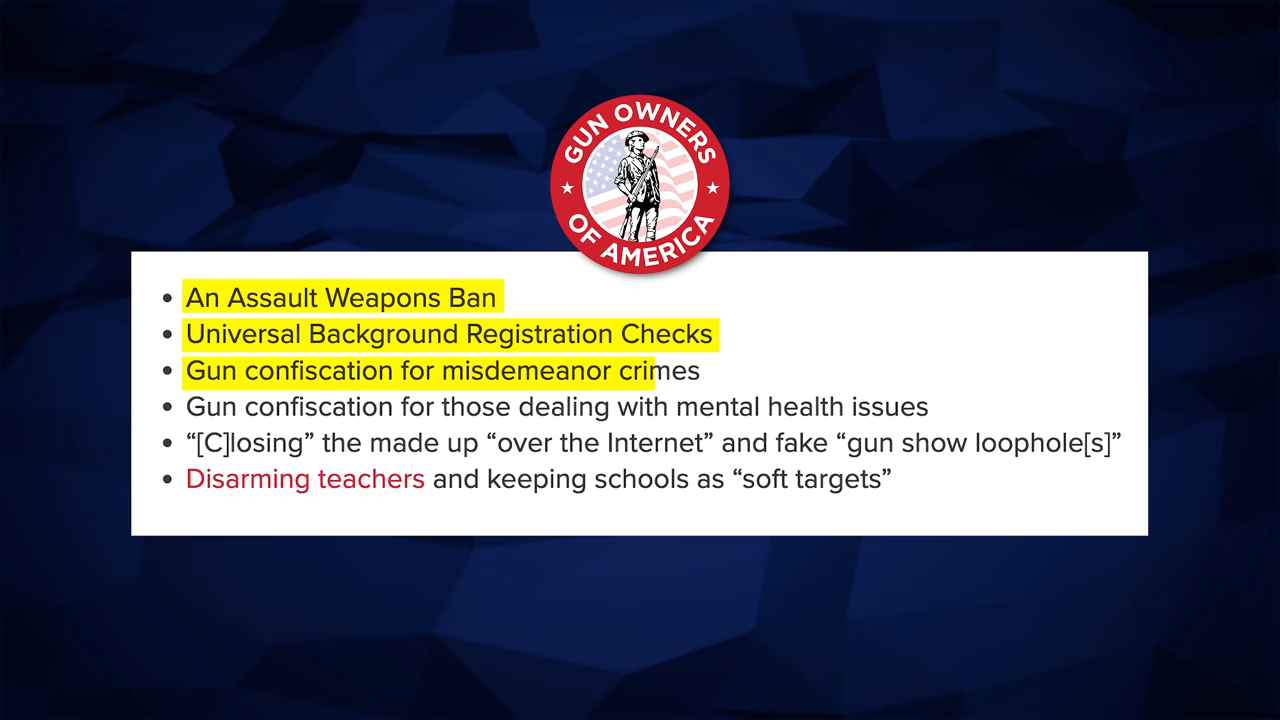 GUN OWNERS
OF AMERICA
• An Assault Weapons Ban
• Universal Background Registration Checks
• Gun confiscation for misdemeanor crimes
• Gun confiscation for those dealing with mental health issues
• “[C]losing” the made up “over the Internet” and fake “gun show loophole[s]”
• Disarming teachers and keeping schools as “soft targets”